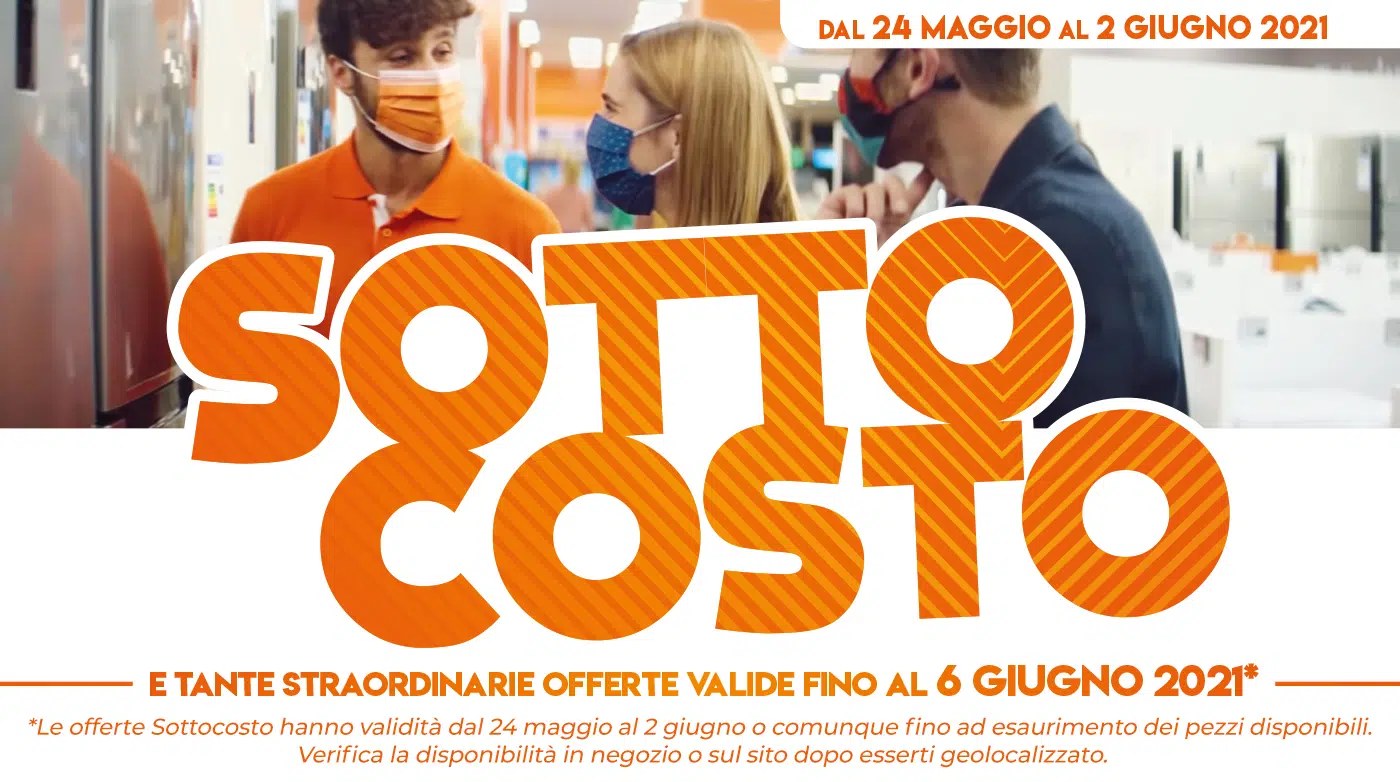 DAL 24 MAGGIO AL 2 GIUGNO 2021
SOTTO
COSTO
E TANTE STRAORDINARIE OFFERTE VALIDE FINO AL 6 GIUGNO 2021*
*Le offerte Sottocosto hanno validità dal 24 maggio al 2 giugno o comunque fino ad esaurimento dei pezzi disponibili.
Verifica la disponibilità in negozio o sul sito dopo esserti geolocalizzato.